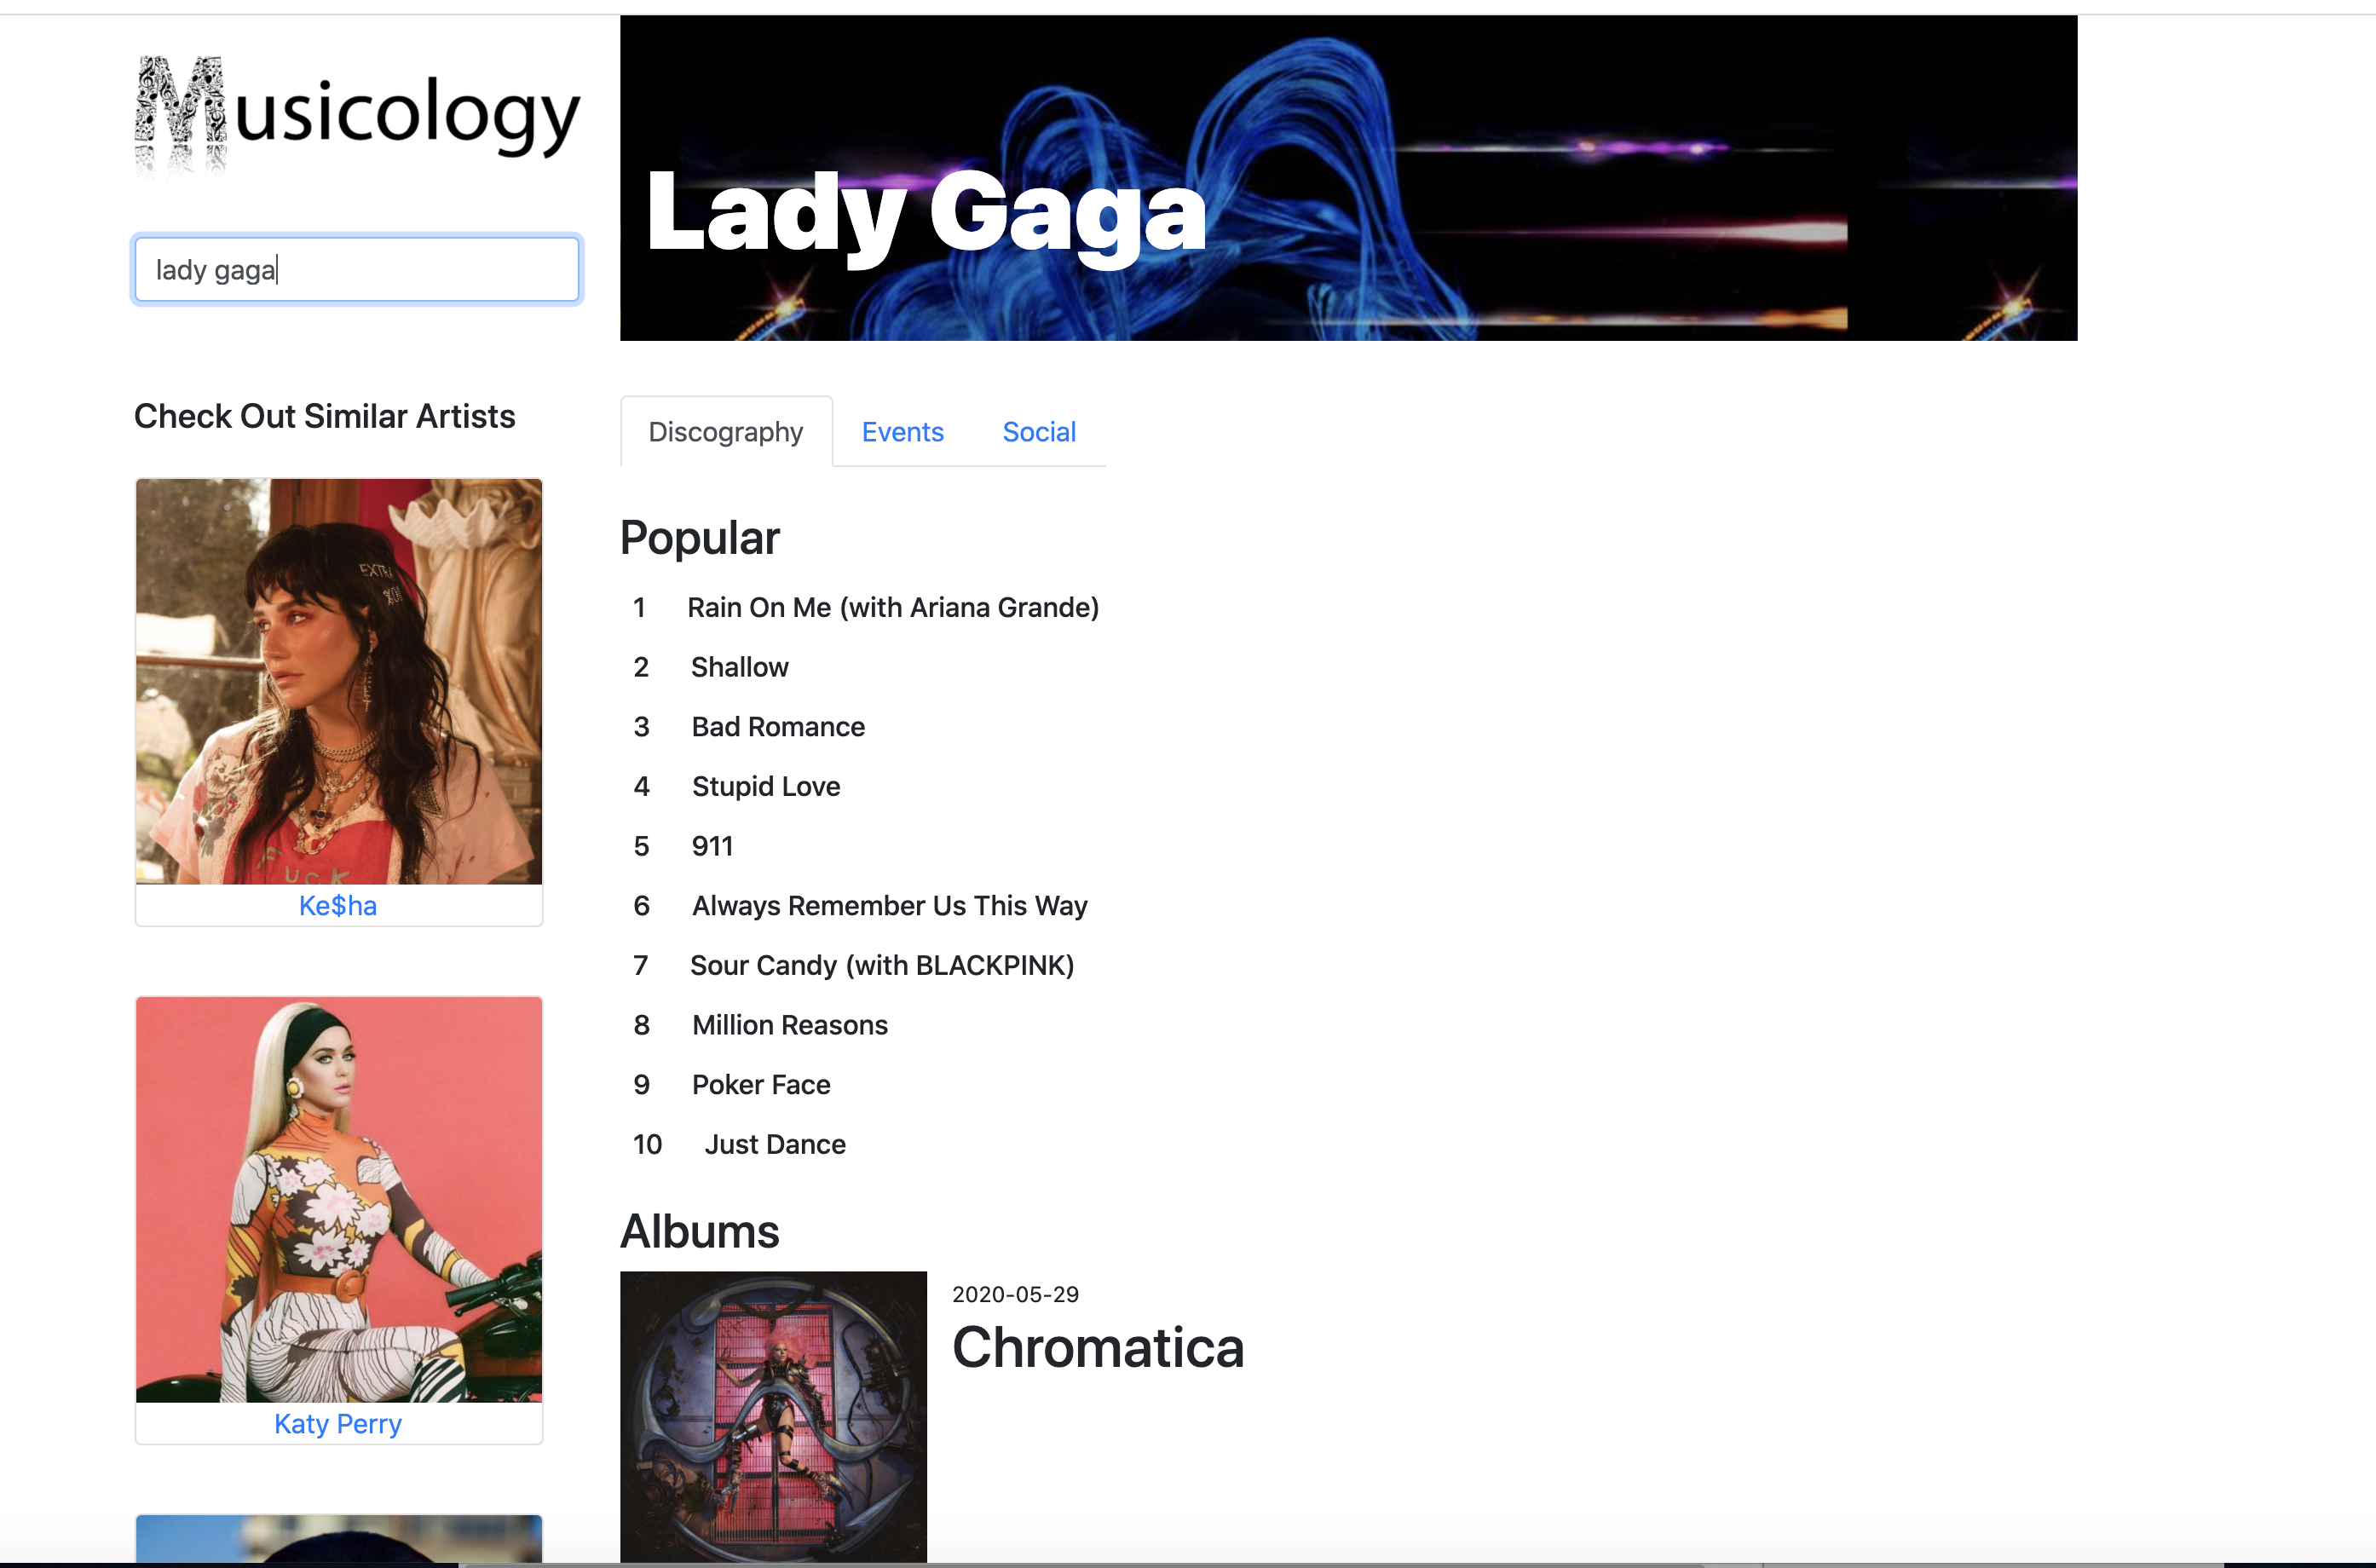 Musicology
lady gaga
Check Out Similar Artists
EXTRA
FUCK
Ke$ha
Katy Perry
Lady Gaga
Discography Events Social
Popular
1 Rain On Me (with Ariana Grande)
2 Shallow
3 Bad Romance
4 Stupid Love
5 911
6 Always Remember Us This Way
7 Sour Candy (with BLACKPINK)
8 Million Reasons
9 Poker Face
10 Just Dance
Albums
2020-05-29
Chromatica